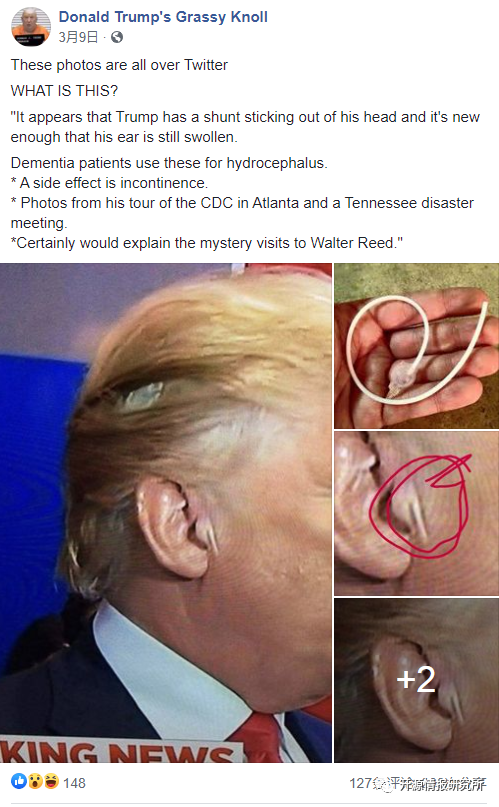 Donald Trump's Grassy Knoll
3月9日 ·
These photos are all over Twitter
WHAT IS THIS?
"It appears that Trump has a shunt sticking out of his head and it's new
enough that his ear is still swollen.
Dementia patients use these for hydrocephalus.
* A side effect is incontinence.
* Photos from his tour of the CDC in Atlanta and a Tennessee disaster
meeting.
*Certainly would explain the mystery visits to Walter Reed."
+2
KING NEWS
148
127
开源情报研究所